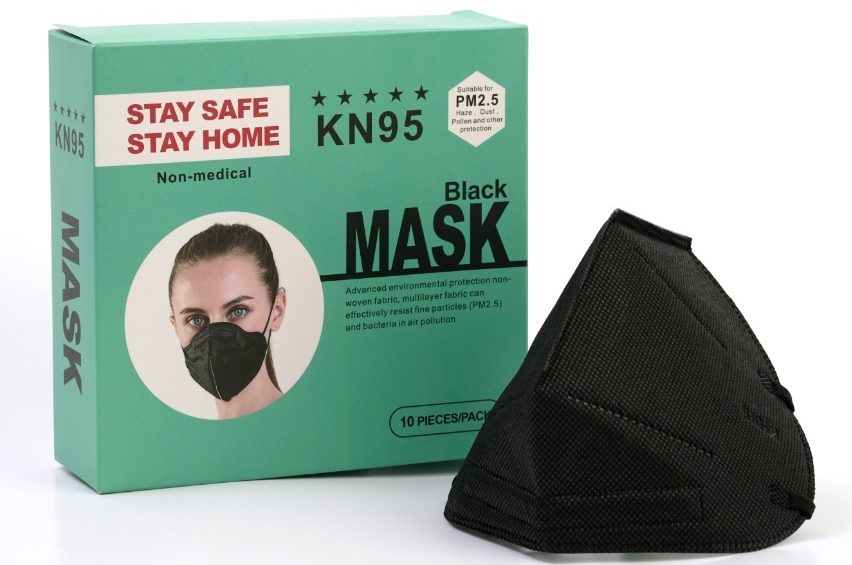 STAY SAFE
STAY HOME
Non-medical
★★★★★
KN95
Suitable for
PM2.5
Haze , Dust ,
Pollen and other
protection
Black
MASK
Advanced environmental protection non-
woven fabric, multilayer fabric can
effectively resist fine particles (PM2.5)
and bacteria in air pollution
10 PIECES/PACK
★★★★★
KN95
MASK